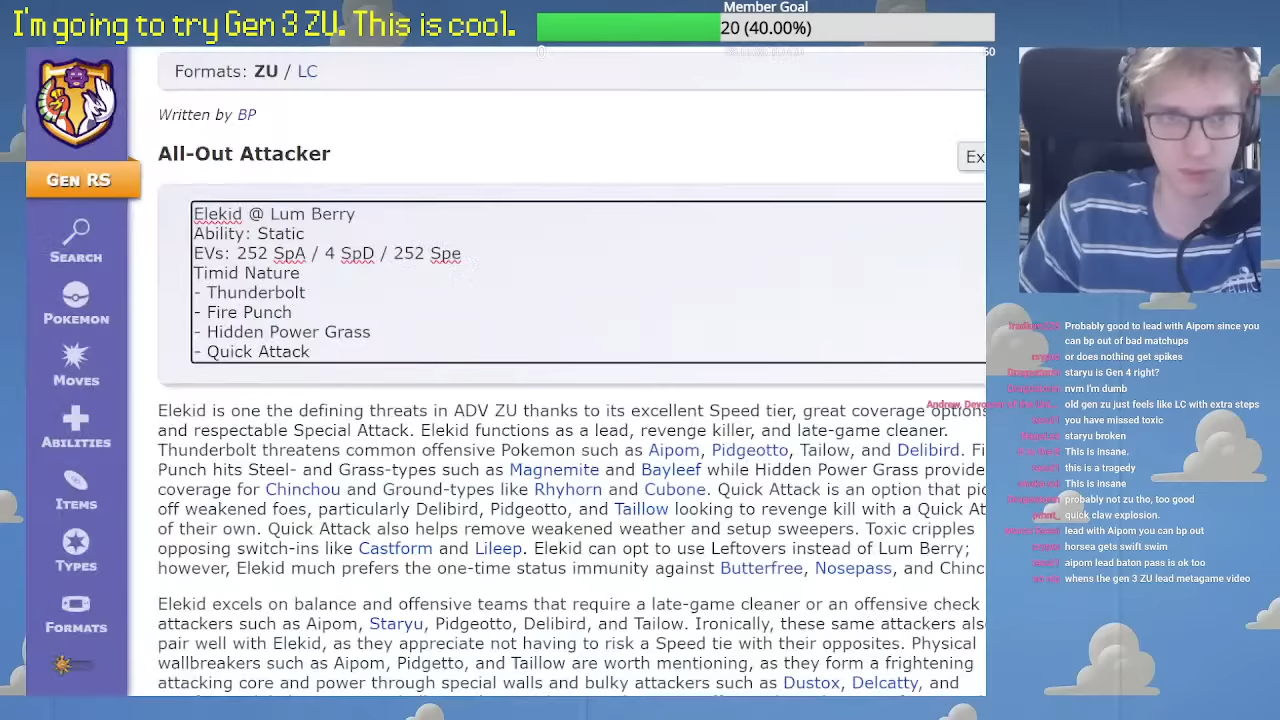 I'm going to try Gen 3 ZU. This is cool.
Member Goal
20 (40.00%)
0
50
Formats: ZU / LC
Written by BP
All-Out Attacker
Ex
GEN RS
SEARCH
POKEMON
MOVES
ABILITIES
ITEMS
TYPES
FORMATS
Elekid @ Lum Berry
Ability: Static
EVs: 252 SpA / 4 SpD / 252 Spe
Timid Nature
- Thunderbolt
- Fire Punch
- Hidden Power Grass
- Quick Attack
Elekid is one the defining threats in ADV ZU thanks to its excellent Speed tier, great coverage options
and respectable Special Attack. Elekid functions as a lead, revenge killer, and late-game cleaner.
Thunderbolt threatens common offensive Pokemon such as Aipom, Pidgeotto, Tailow, and Delibird. Fi
Punch hits Steel- and Grass-types such as Magnemite and Bayleef while Hidden Power Grass provide
coverage for Chinchou and Ground-types like Rhyhorn and Cubone. Quick Attack is an option that pic
off weakened foes, particularly Delibird, Pidgeotto, and Taillow looking to revenge kill with a Quick At
of their own. Quick Attack also helps remove weakened weather and setup sweepers. Toxic cripples
opposing switch-ins like Castform and Lileep. Elekid can opt to use Leftovers instead of Lum Berry;
however, Elekid much prefers the one-time status immunity against Butterfree, Nosepass, and Chinc
Elekid excels on balance and offensive teams that require a late-game cleaner or an offensive check
attackers such as Aipom, Staryu, Pidgeotto, Delibird, and Tailow. Ironically, these same attackers als
pair well with Elekid, as they appreciate not having to risk a Speed tie with their opposites. Physical
wallbreakers such as Aipom, Pidgetto, and Taillow are worth mentioning, as they form a frightening
attacking core and power through special walls and bulky attackers such as Dustox, Delcatty, and
Probably good to lead with Aipom since you
can bp out of bad matchups
or does nothing get spikes
staryu is Gen 4 right?
nvm I'm dumb
old gen zu just feels like LC with extra steps
you have missed toxic
staryu broken
This is insane.
this is a tragedy
This is insane
probably not zu tho, too good
quick claw explosion.
lead with Aipom you can bp out
horsea gets swift swim
aipom lead baton pass is ok too
whens the gen 3 ZU lead metagame video